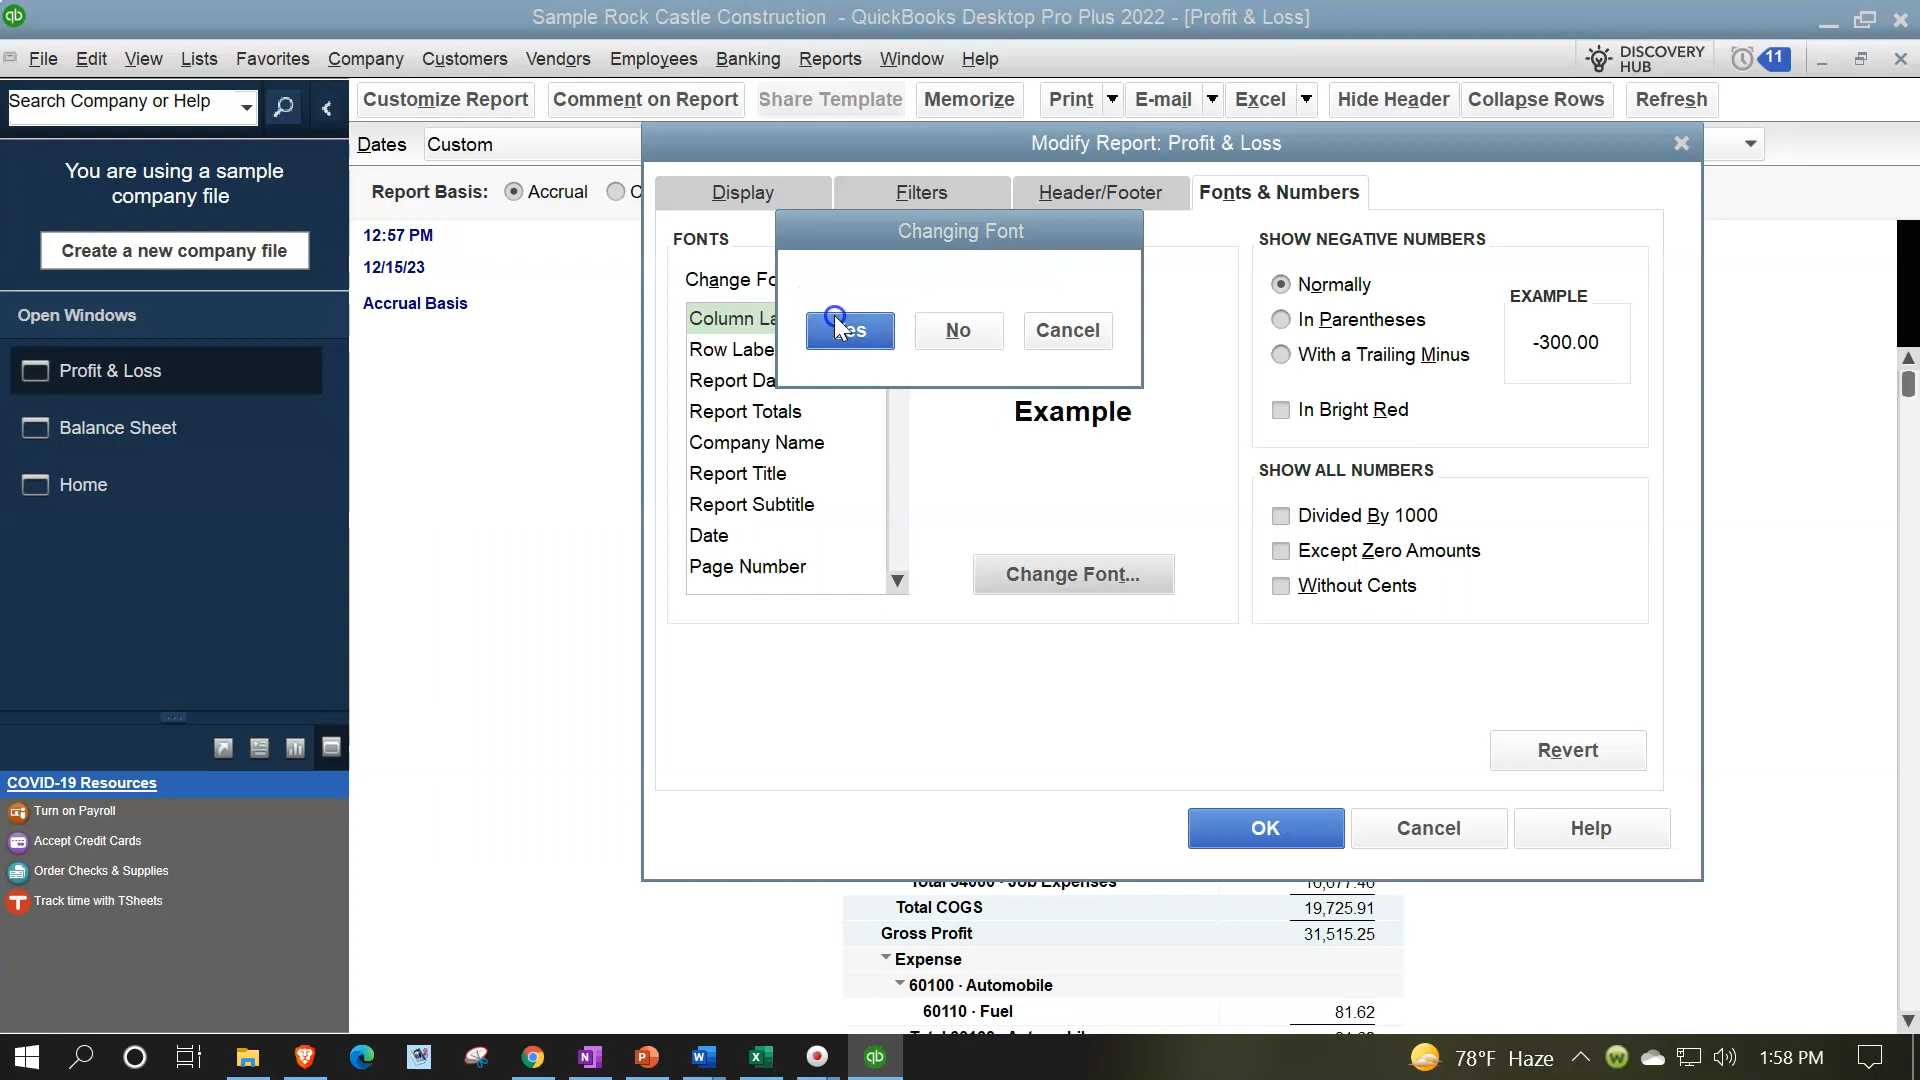 Sample Rock Castle Construction - QuickBooks Desktop Pro Plus 2022 - [Profit & Loss]
File Edit View Lists Favorites Company Customers Vendors Employees Banking Reports Window Help
DISCOVERY HUB
11
Search Company or Help
Customize Report Comment on Report Share Template Memorize Print E-mail Excel Hide Header Collapse Rows Refresh
Dates Custom
You are using a sample
company file
Create a new company file
Open Windows
Profit & Loss
Balance Sheet
Home
COVID-19 Resources
Turn on Payroll
Accept Credit Cards
Order Checks & Supplies
Track time with TSheets
Report Basis: Accrual
12:57 PM
12/15/23
Accrual Basis
Modify Report: Profit & Loss
Display Filters Header/Footer Fonts & Numbers
FONTS
Change Fo
Column La
Row Labe
Report Da
Report Totals
Company Name
Report Title
Report Subtitle
Date
Page Number
Changing Font
No Cancel
Example
Change Font...
SHOW NEGATIVE NUMBERS
Normally
In Parentheses
With a Trailing Minus
In Bright Red
EXAMPLE
-300.00
SHOW ALL NUMBERS
Divided By 1000
Except Zero Amounts
Without Cents
Revert
OK Cancel Help
Total 54000 · Job Expenses 16,677.46
Total COGS 19,725.91
Gross Profit 31,515.25
Expense
60100 · Automobile
60110 · Fuel 81.62
78°F Haze
1:58 PM